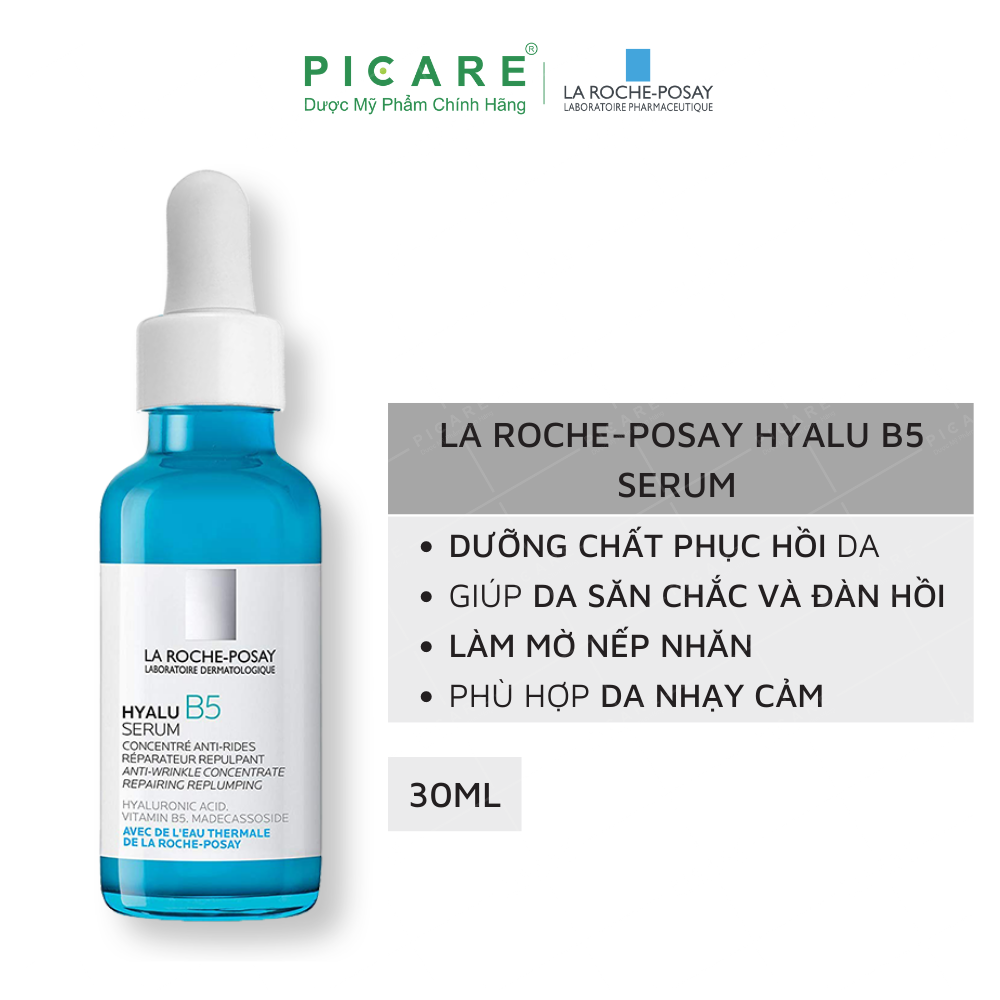 PICARE®
Dược Mỹ Phẩm Chính Hãng
LA ROCHE-POSAY
LABORATOIRE PHARMACEUTIQUE
LA ROCHE-POSAY HYALU B5
SERUM
• DƯỠNG CHẤT PHỤC HỒI DA
• GIÚP DA SĂN CHẮC VÀ ĐÀN HỒI
• LÀM MỜ NẾP NHĂN
• PHÙ HỢP DA NHẠY CẢM
30ML
LA ROCHE-POSAY
LABORATOIRE DERMATOLOGIQUE
HYALU B5
SERUM
CONCENTRÉ ANTI-RIDES
RÉPARATEUR REPULPANT
ANTI-WRINKLE CONCENTRATE
REPAIRING REPLUMPING
HYALURONIC ACID.
VITAMIN B5. MADECASSOSIDE
AVEC DE L'EAU THERMALE
DE LA ROCHE-POSAY